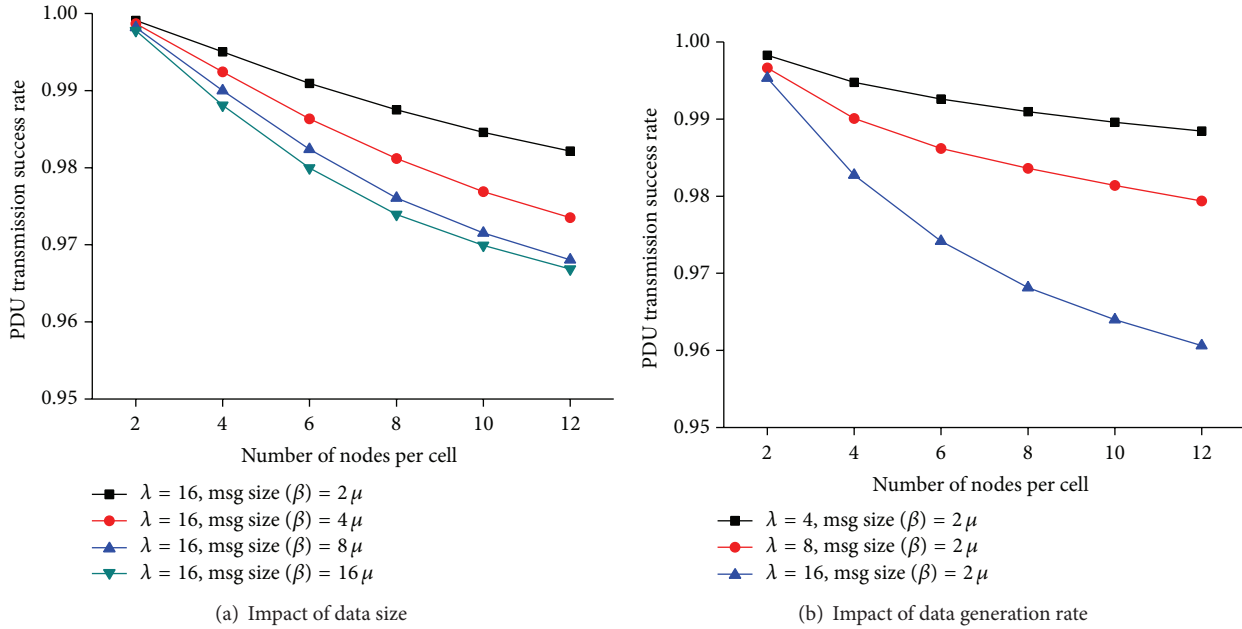 1.00
0.99
0.98
0.97
0.96
0.95
PDU transmission success rate
2 4 6 8 10 12
Number of nodes per cell
λ = 16, msg size (β) = 2 μ
λ = 16, msg size (β) = 4 μ
λ = 16, msg size (β) = 8 μ
λ = 16, msg size (β) = 16 μ
(a) Impact of data size
1.00
0.99
0.98
0.97
0.96
0.95
PDU transmission success rate
2 4 6 8 10 12
Number of nodes per cell
λ = 4, msg size (β) = 2 μ
λ = 8, msg size (β) = 2 μ
λ = 16, msg size (β) = 2 μ
(b) Impact of data generation rate